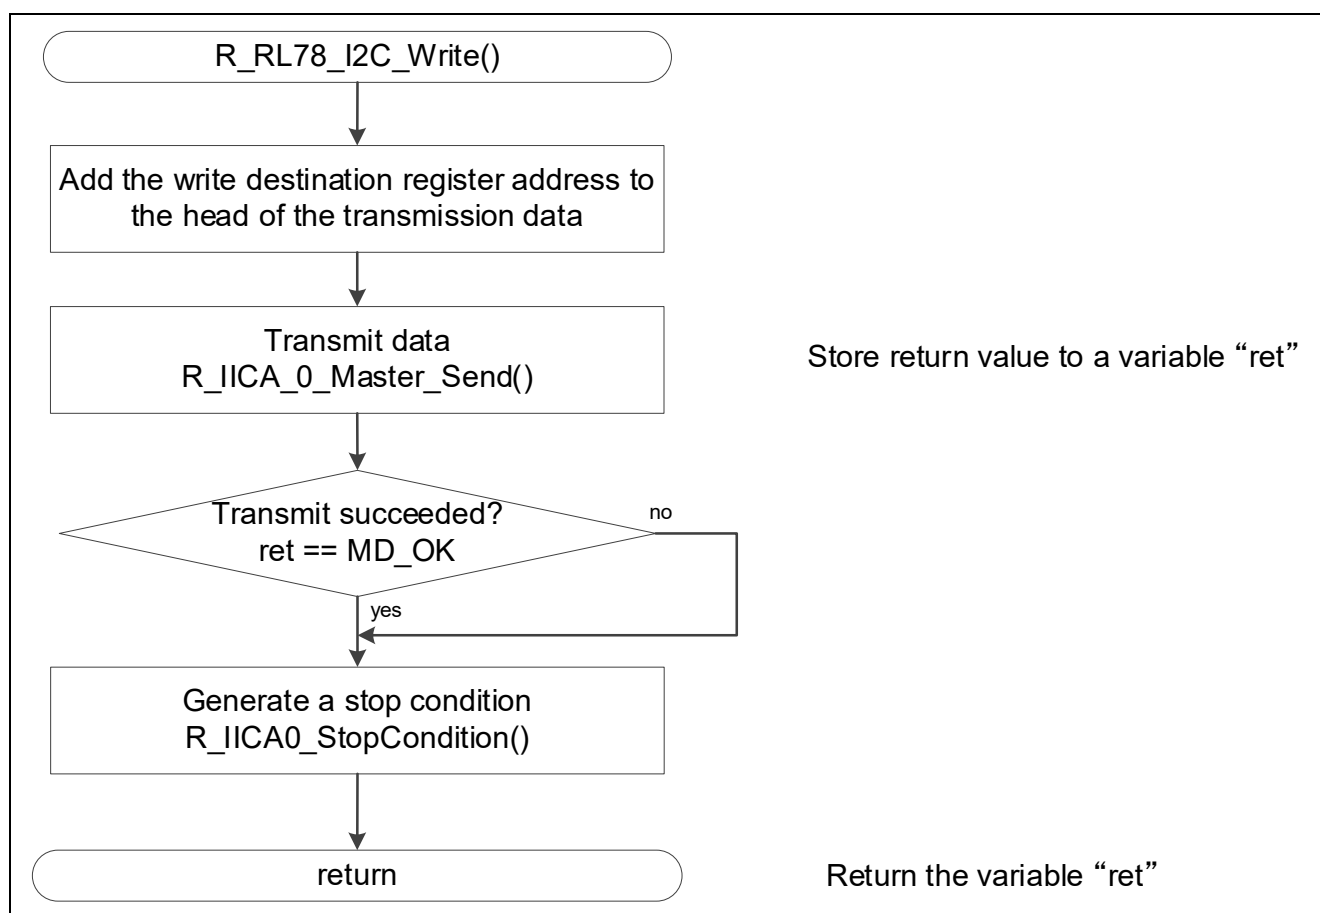 R_RL78_I2C_Write()
Add the write destination register address to
the head of the transmission data
Transmit data
R_IICA_0_Master_Send()
Store return value to a variable “ret”
Transmit succeeded?
ret == MD_OK
no
yes
Generate a stop condition
R_IICA0_StopCondition()
return
Return the variable “ret”